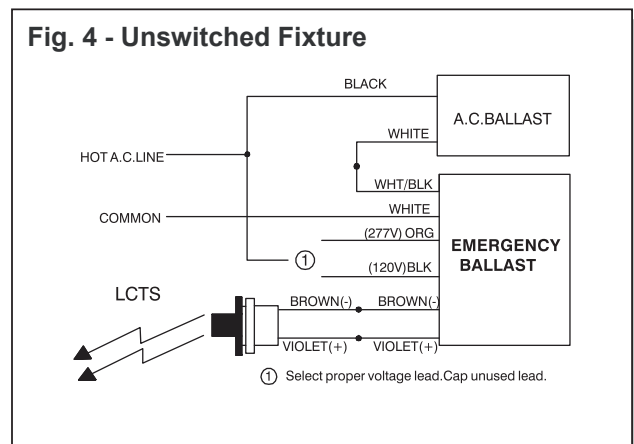 Fig. 4 - Unswitched Fixture
BLACK
A.C.BALLAST
WHITE
HOT A.C.LINE
WHT/BLK
WHITE
COMMON
(277V) ORG
EMERGENCY
BALLAST
1
(120V)BLK
LCTS
BROWN(-) BROWN(-)
VIOLET(+) VIOLET(+)
1 Select proper voltage lead.Cap unused lead.